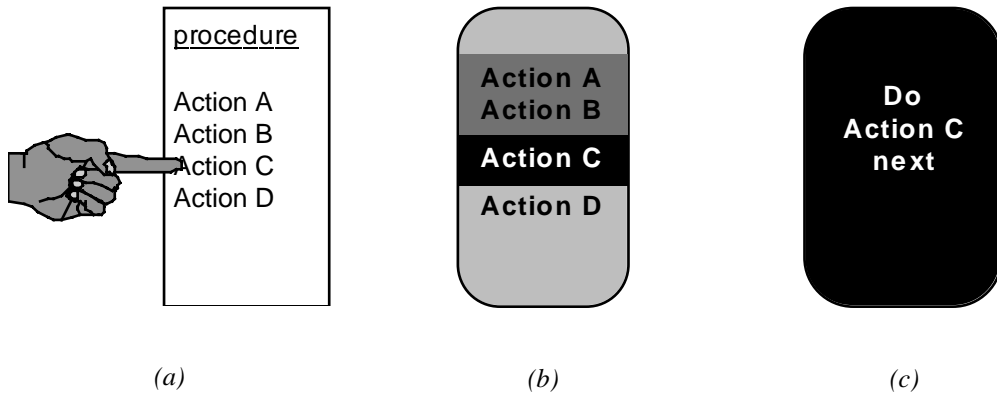 procedure
Action A
Action B
Action C
Action D
Action A
Action B
Action C
Action D
Do
Action C
next
(a)
(b)
(c)